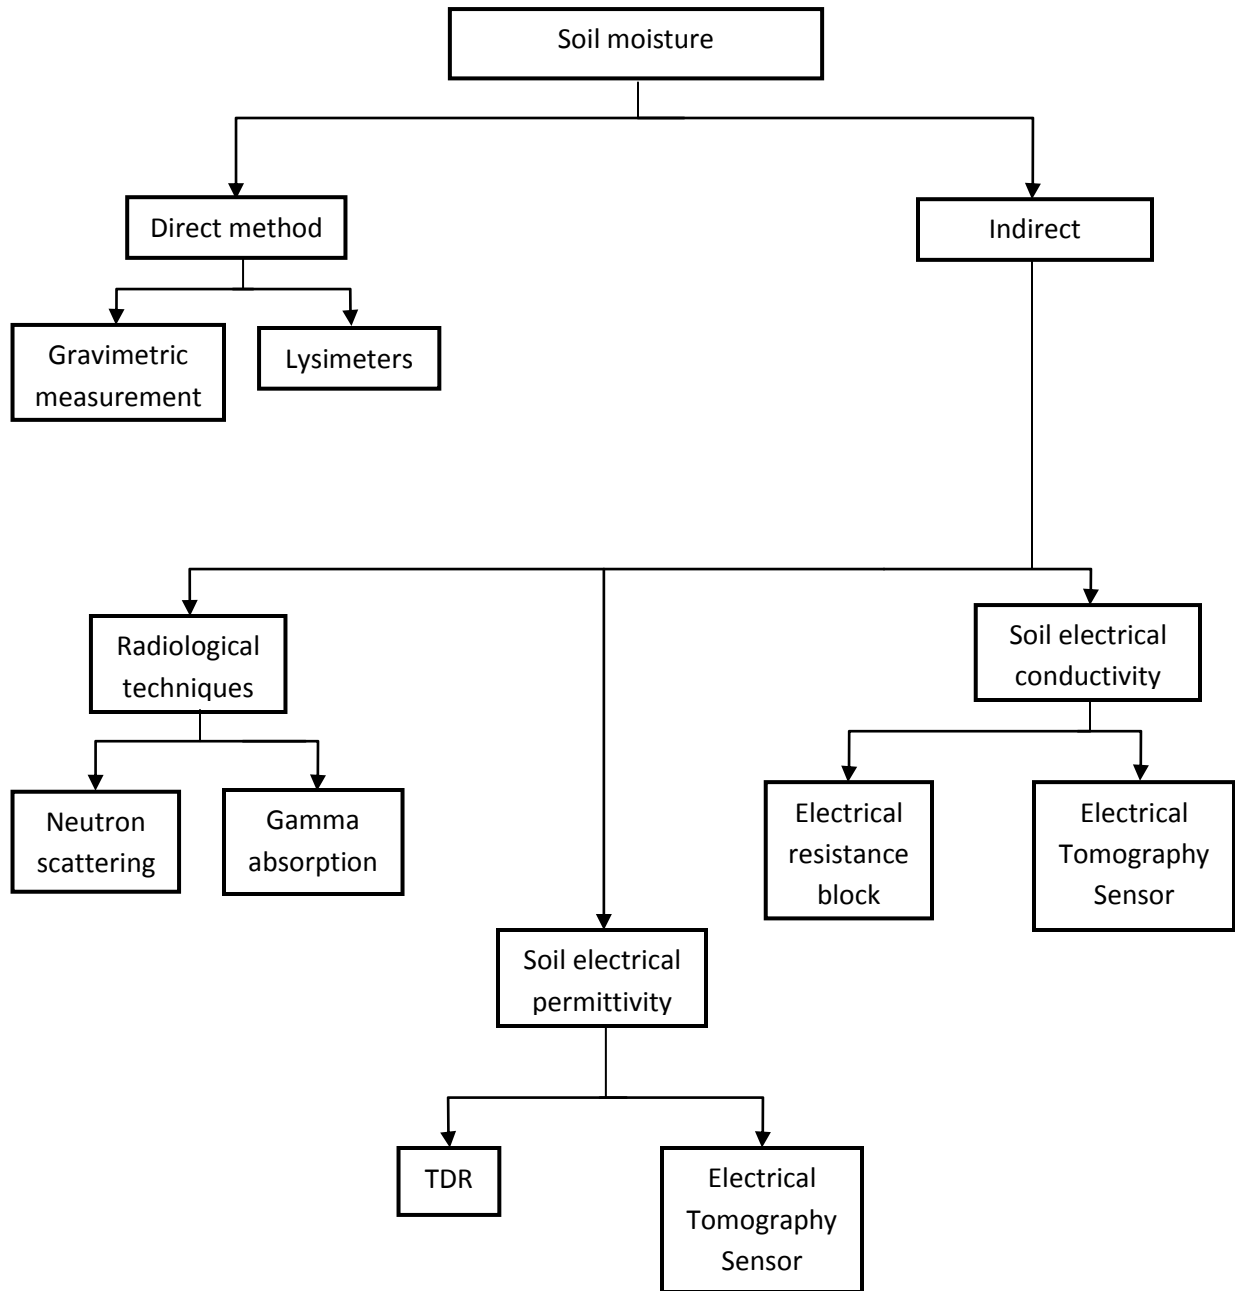 Soil moisture
Direct method
Indirect
Gravimetric
measurement
Lysimeters
Radiological
techniques
Soil electrical
conductivity
Neutron
scattering
Gamma
absorption
Electrical
resistance
block
Electrical
Tomography
Sensor
Soil electrical
permittivity
TDR
Electrical
Tomography
Sensor